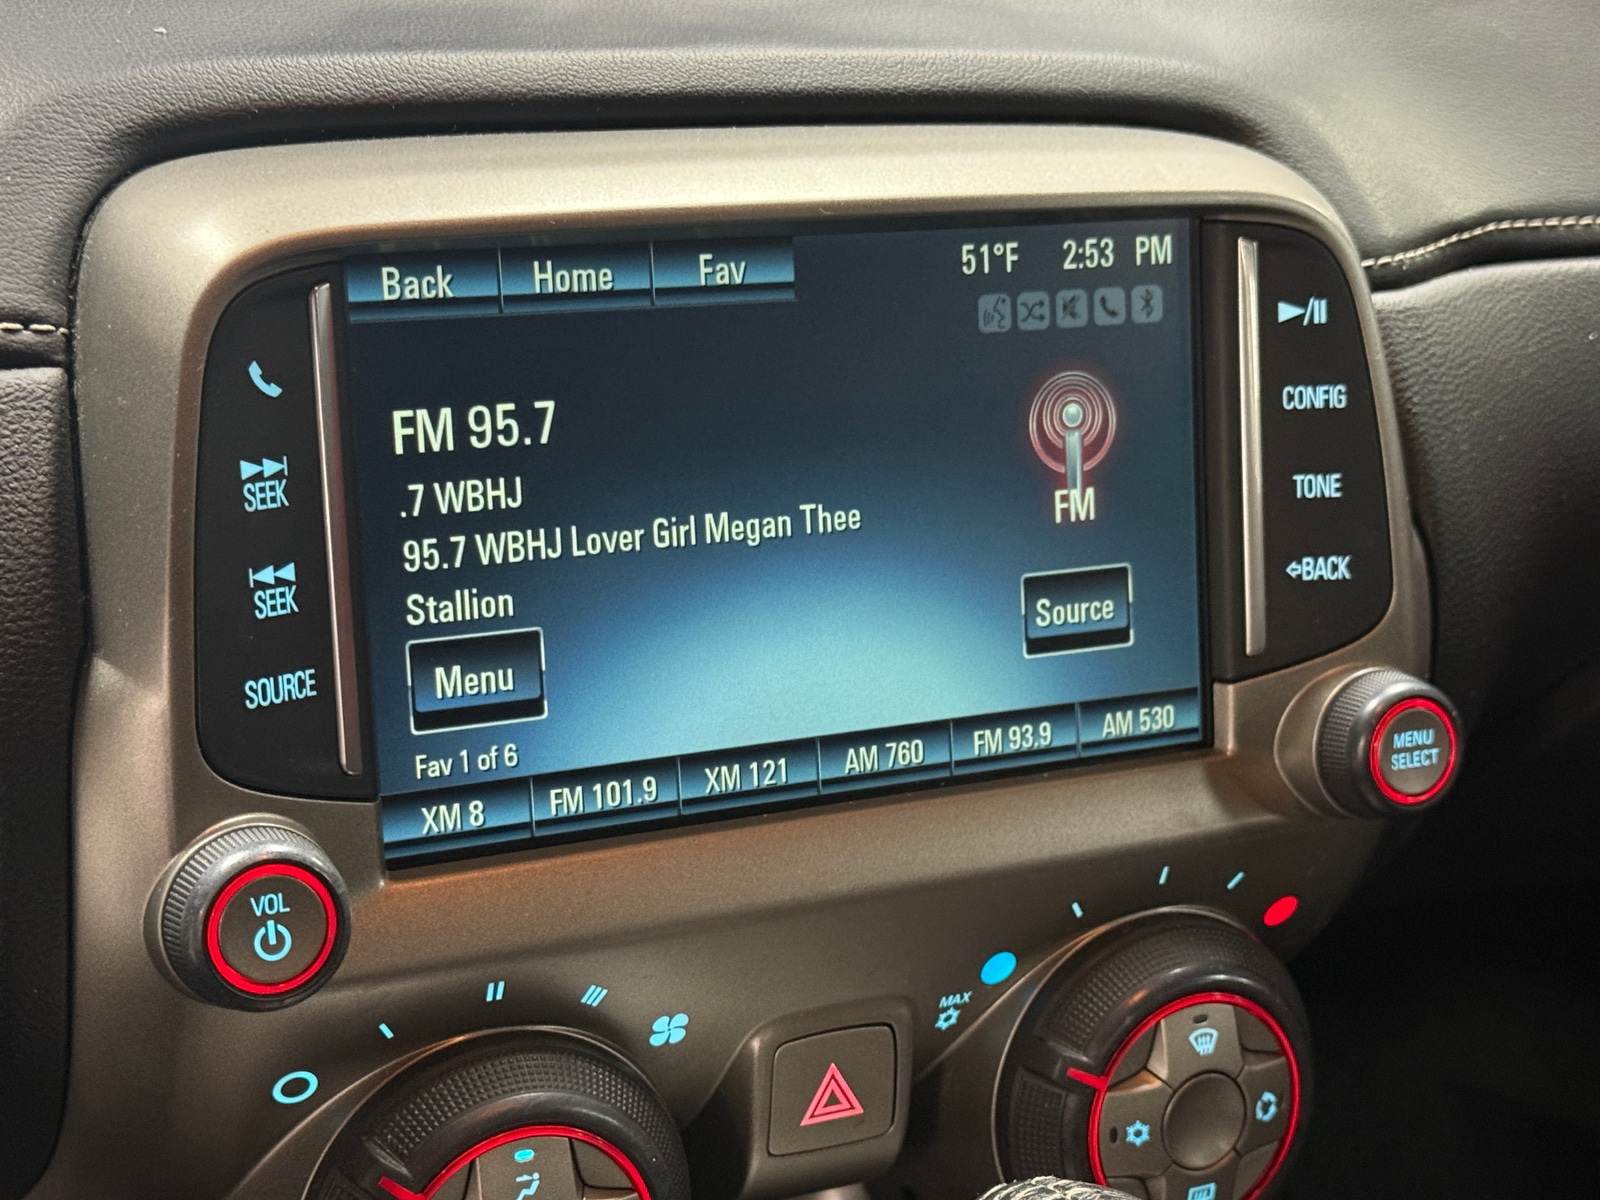 Back Home Fav 51°F 2:53 PM
FM 95.7
.7 WBHJ
95.7 WBHJ Lover Girl Megan Thee
Stallion
FM
Menu
Source
Fav 1 of 6
XM 8 FM 101.9 XM 121 AM 760 FM 93.9 AM 530
SEEK
SEEK
SOURCE
CONFIG
TONE
BACK
VOL
MENU
SELECT
MAX